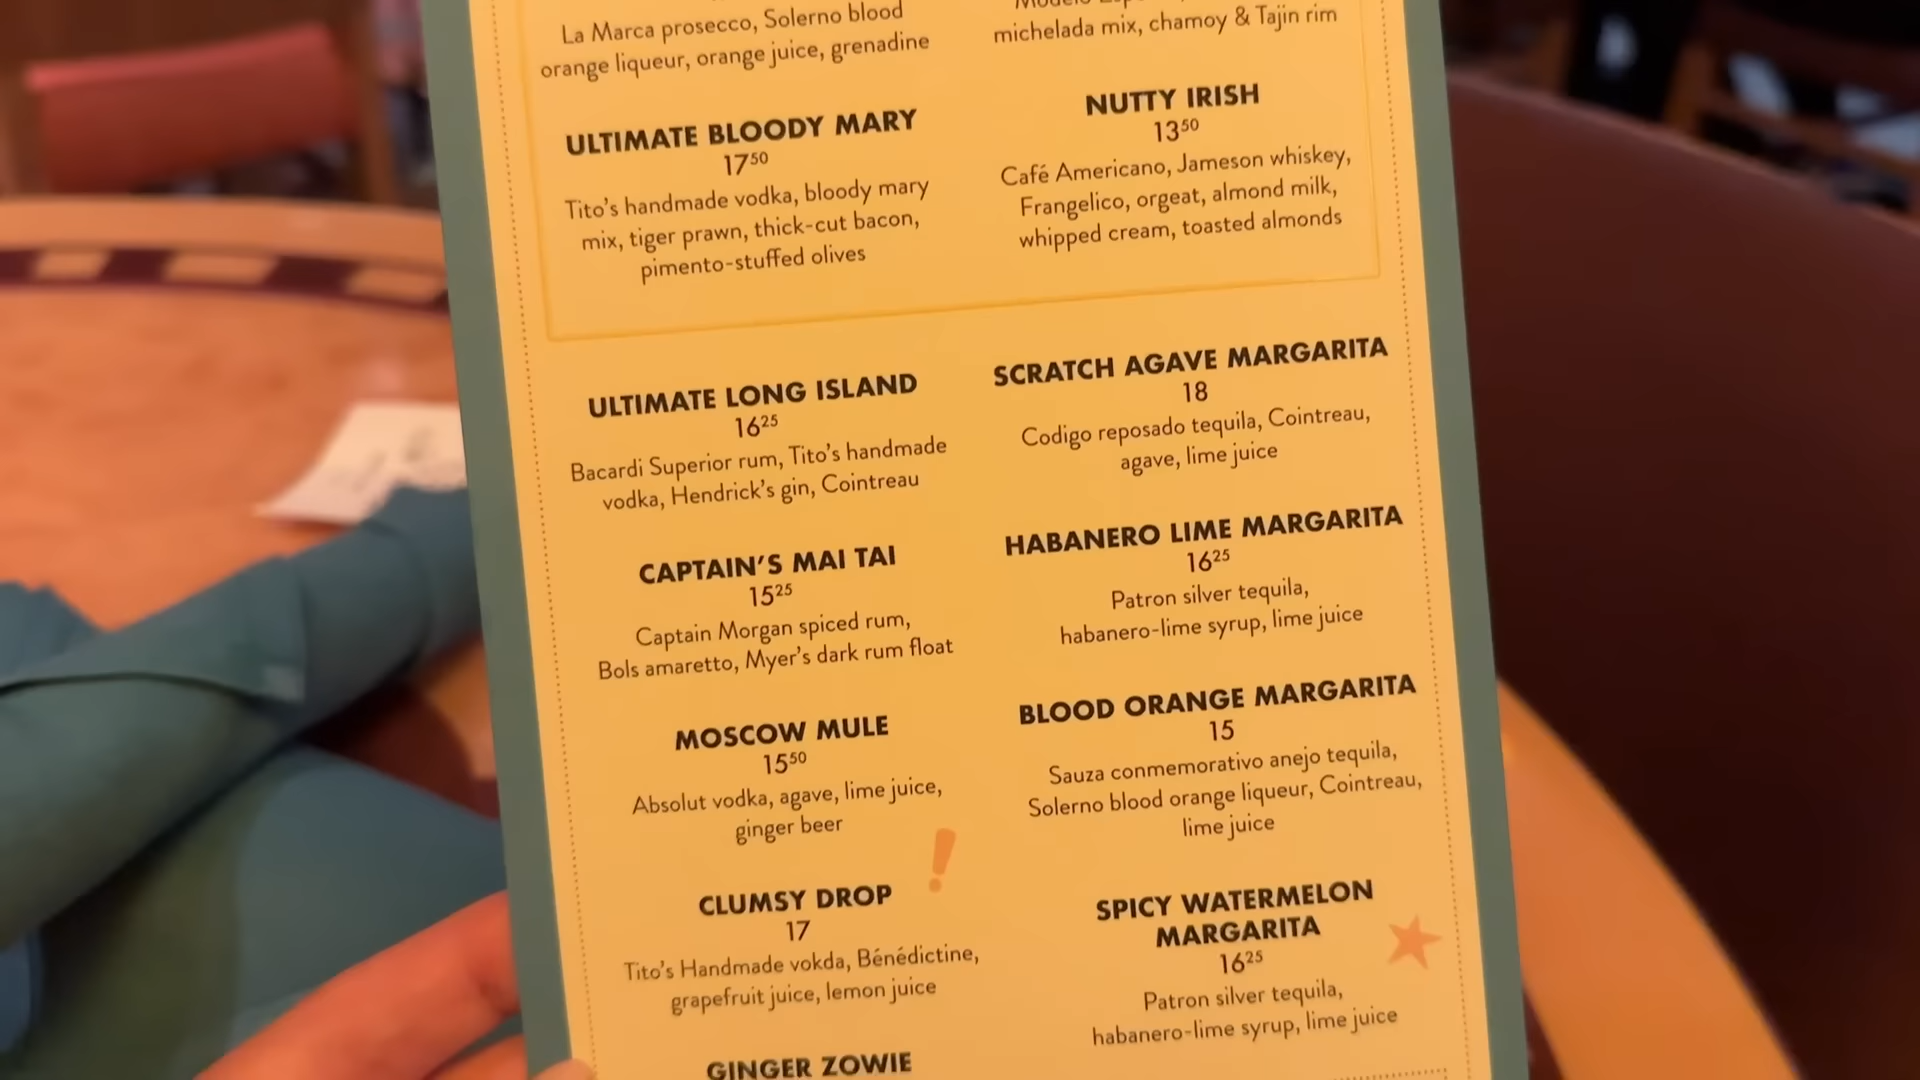 La Marca prosecco, Solerno blood
orange liqueur, orange juice, grenadine
ULTIMATE BLOODY MARY
17⁵⁰
Tito's handmade vodka, bloody mary
mix, tiger prawn, thick-cut bacon,
pimento-stuffed olives
ULTIMATE LONG ISLAND
16²⁵
Bacardi Superior rum, Tito's handmade
vodka, Hendrick's gin, Cointreau
CAPTAIN'S MAI TAI
15²⁵
Captain Morgan spiced rum,
Bols amaretto, Myer's dark rum float
MOSCOW MULE
15⁵⁰
Absolut vodka, agave, lime juice,
ginger beer
CLUMSY DROP
17
Tito's Handmade vokda, Bénédictine,
grapefruit juice, lemon juice
GINGER ZOWIE
michelada mix, chamoy & Tajin rim
NUTTY IRISH
13⁵⁰
Café Americano, Jameson whiskey,
Frangelico, orgeat, almond milk,
whipped cream, toasted almonds
SCRATCH AGAVE MARGARITA
18
Codigo reposado tequila, Cointreau,
agave, lime juice
HABANERO LIME MARGARITA
16²⁵
Patron silver tequila,
habanero-lime syrup, lime juice
BLOOD ORANGE MARGARITA
15
Sauza conmemorativo anejo tequila,
Solerno blood orange liqueur, Cointreau,
lime juice
SPICY WATERMELON
MARGARITA
16²⁵
Patron silver tequila,
habanero-lime syrup, lime juice